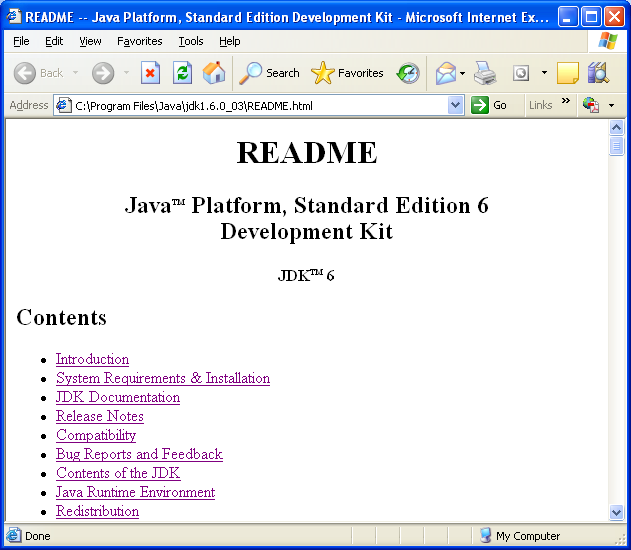 README -- Java Platform, Standard Edition Development Kit - Microsoft Internet Ex...
File Edit View Favorites Tools Help
Back Search Favorites
Address C:\Program Files\Java\jdk1.6.0_03\README.html Go Links »
README
Java™ Platform, Standard Edition 6
Development Kit
JDK™ 6
Contents
• Introduction
• System Requirements & Installation
• JDK Documentation
• Release Notes
• Compatibility
• Bug Reports and Feedback
• Contents of the JDK
• Java Runtime Environment
• Redistribution
Done My Computer